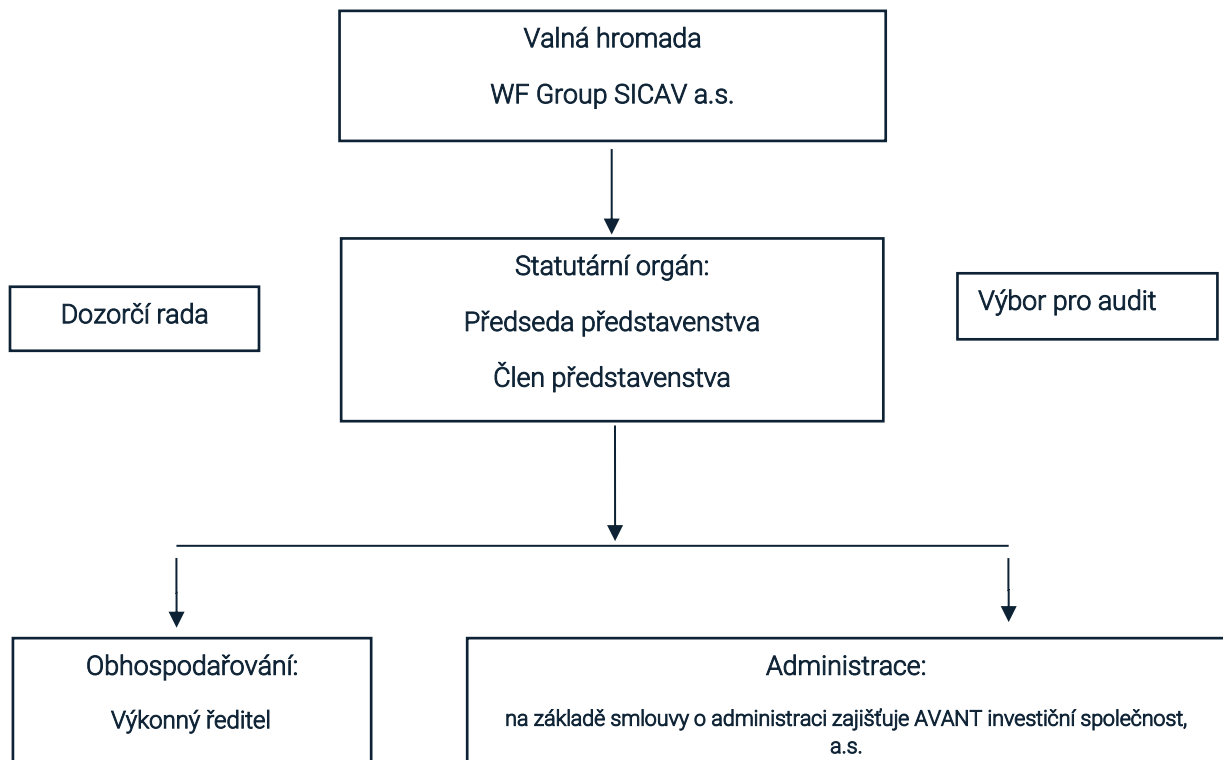 Valná hromada
WF Group SICAV a.s.
Statutární orgán:
Předseda představenstva
Člen představenstva
Dozorčí rada
Výbor pro audit
Obhospodařování:
Výkonný ředitel
Administrace:
na základě smlouvy o administraci zajišťuje AVANT investiční společnost,
a.s.